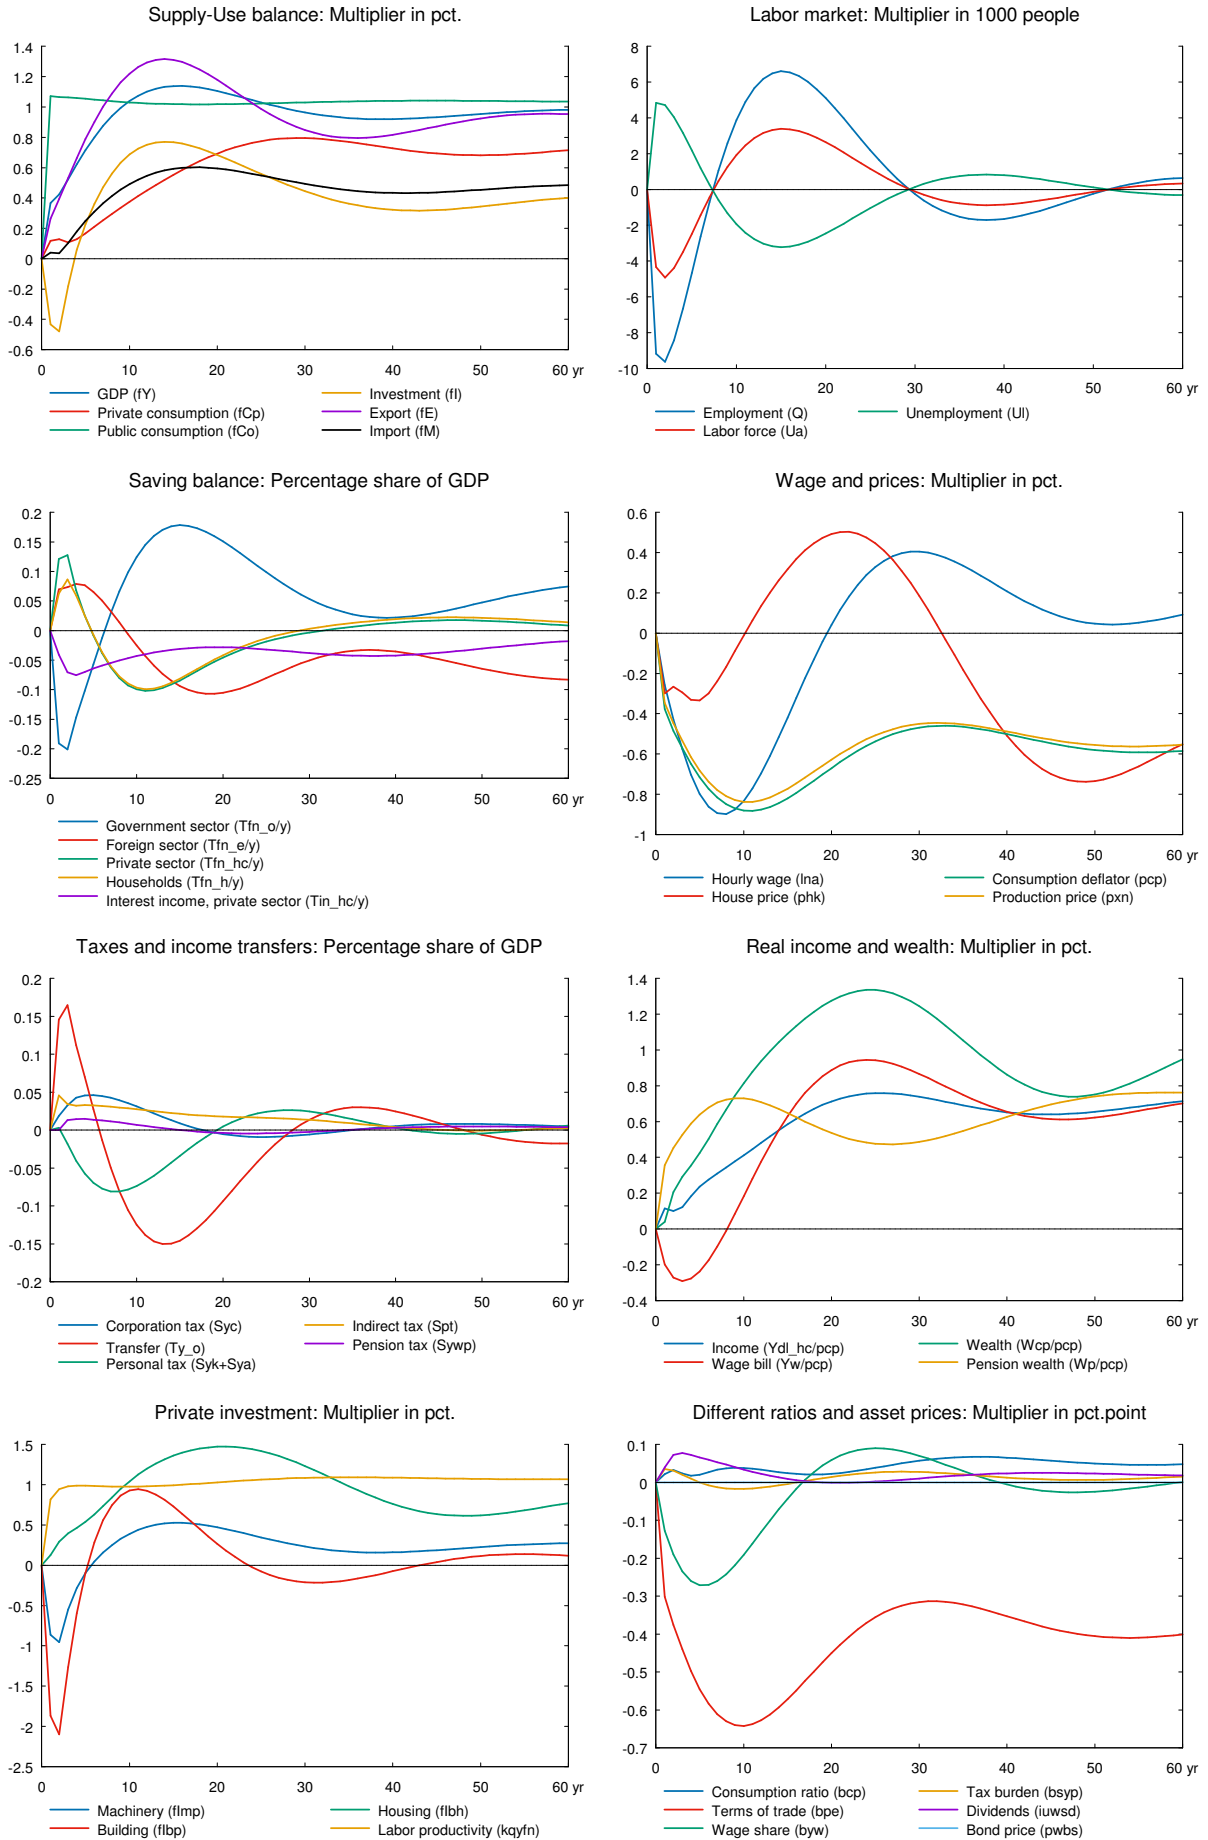 Supply-Use balance: Multiplier in pct.
1.4
1.2
1
0.8
0.6
0.4
0.2
0
-0.2
-0.4
-0.6
0 10 20 30 40 50 60 yr
GDP (fY) Investment (fI)
Private consumption (fCp) Export (fE)
Public consumption (fCo) Import (fM)
Labor market: Multiplier in 1000 people
8
6
4
2
0
-2
-4
-6
-8
-10
0 10 20 30 40 50 60 yr
Employment (Q) Unemployment (Ul)
Labor force (Ua)
Saving balance: Percentage share of GDP
0.2
0.15
0.1
0.05
0
-0.05
-0.1
-0.15
-0.2
-0.25
0 10 20 30 40 50 60 yr
Government sector (Tfn_o/y)
Foreign sector (Tfn_e/y)
Private sector (Tfn_hc/y)
Households (Tfn_h/y)
Interest income, private sector (Tin_hc/y)
Wage and prices: Multiplier in pct.
0.6
0.4
0.2
0
-0.2
-0.4
-0.6
-0.8
-1
0 10 20 30 40 50 60 yr
Hourly wage (lna) Consumption deflator (pcp)
House price (phk) Production price (pxn)
Taxes and income transfers: Percentage share of GDP
0.2
0.15
0.1
0.05
0
-0.05
-0.1
-0.15
-0.2
0 10 20 30 40 50 60 yr
Corporation tax (Syc) Indirect tax (Spt)
Transfer (Ty_o) Pension tax (Sywp)
Personal tax (Syk+Sya)
Real income and wealth: Multiplier in pct.
1.4
1.2
1
0.8
0.6
0.4
0.2
0
-0.2
-0.4
0 10 20 30 40 50 60 yr
Income (Ydl_hc/pcp) Wealth (Wcp/pcp)
Wage bill (Yw/pcp) Pension wealth (Wp/pcp)
Private investment: Multiplier in pct.
1.5
1
0.5
0
-0.5
-1
-1.5
-2
-2.5
0 10 20 30 40 50 60 yr
Machinery (fImp) Housing (fIbh)
Building (fIbp) Labor productivity (kqyfn)
Different ratios and asset prices: Multiplier in pct.point
0.1
0
-0.1
-0.2
-0.3
-0.4
-0.5
-0.6
-0.7
0 10 20 30 40 50 60 yr
Consumption ratio (bcp) Tax burden (bsyp)
Terms of trade (bpe) Dividends (iuwsd)
Wage share (byw) Bond price (pwbs)